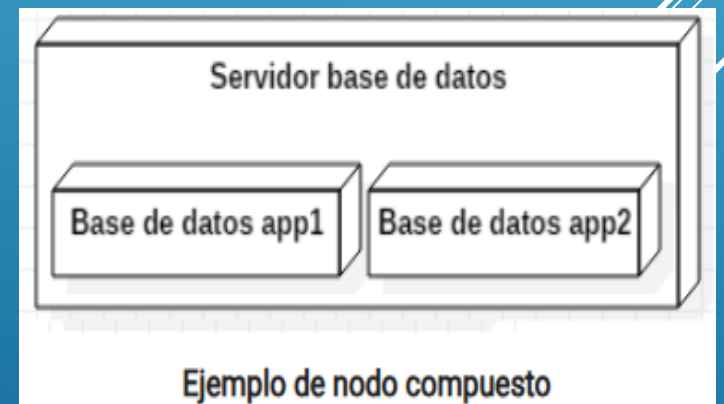 Servidor base de datos
Base de datos app1
Base de datos app2
Ejemplo de nodo compuesto